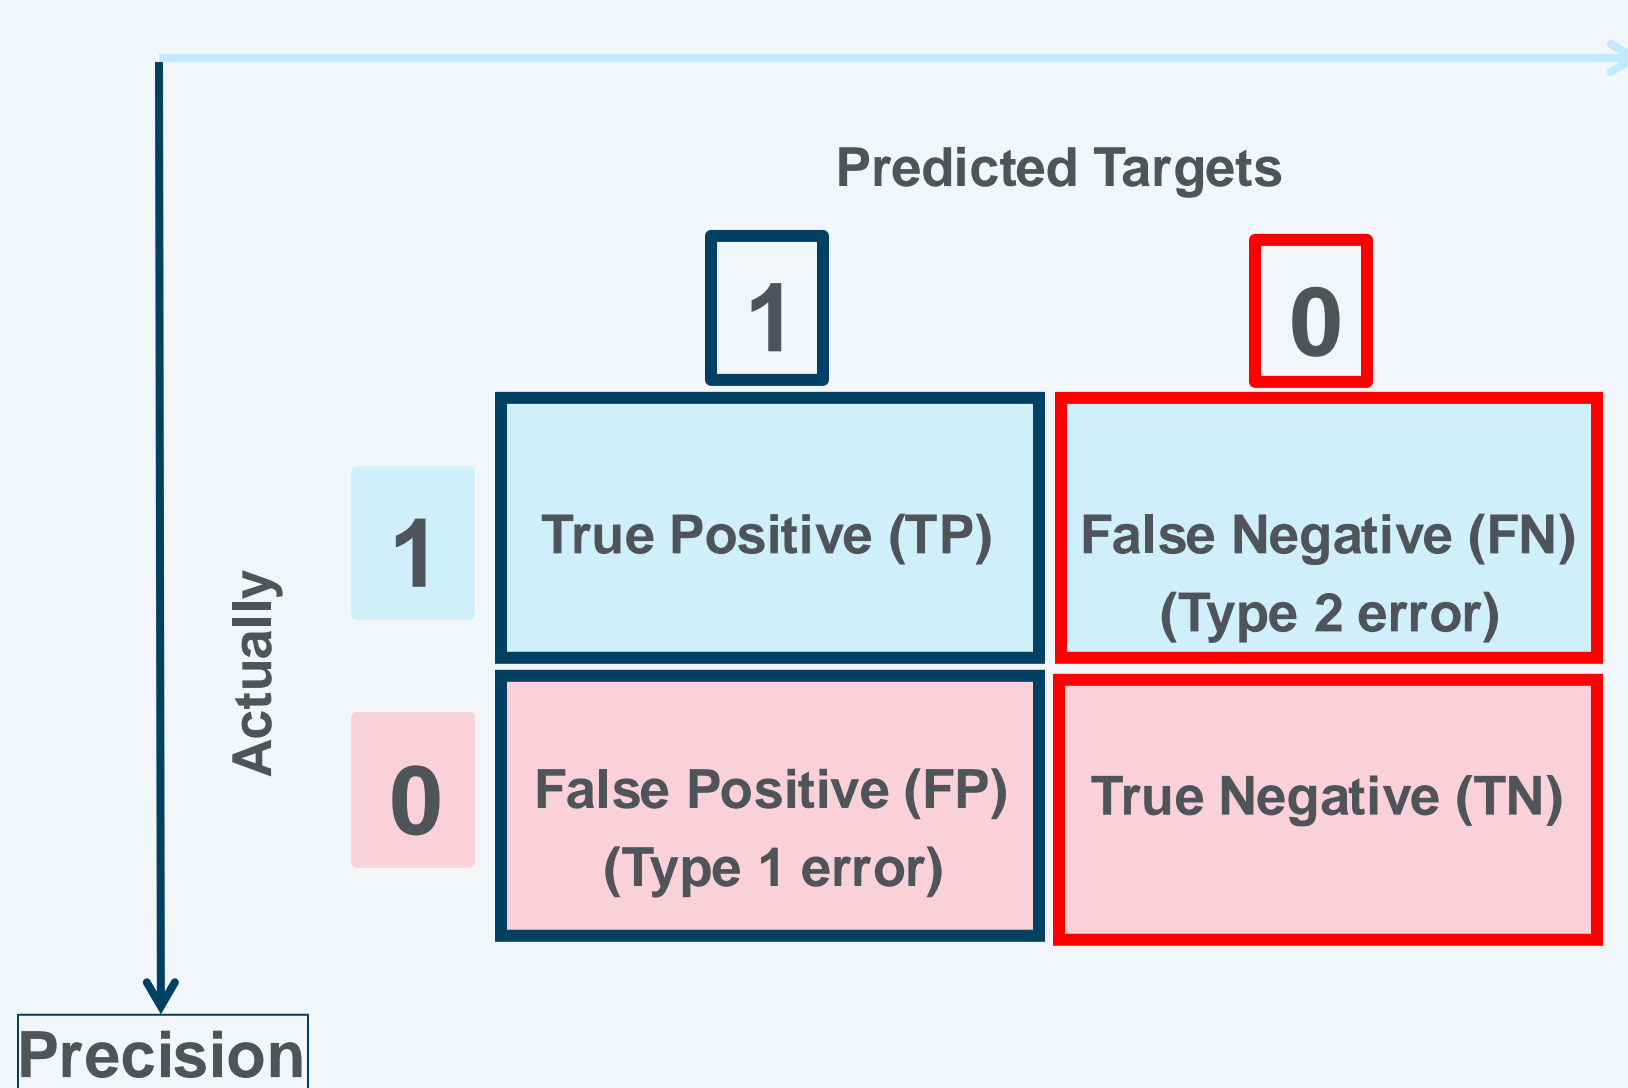 Predicted Targets
1
0
1
True Positive (TP)
False Negative (FN)
(Type 2 error)
Actually
0
False Positive (FP)
(Type 1 error)
True Negative (TN)
Precision